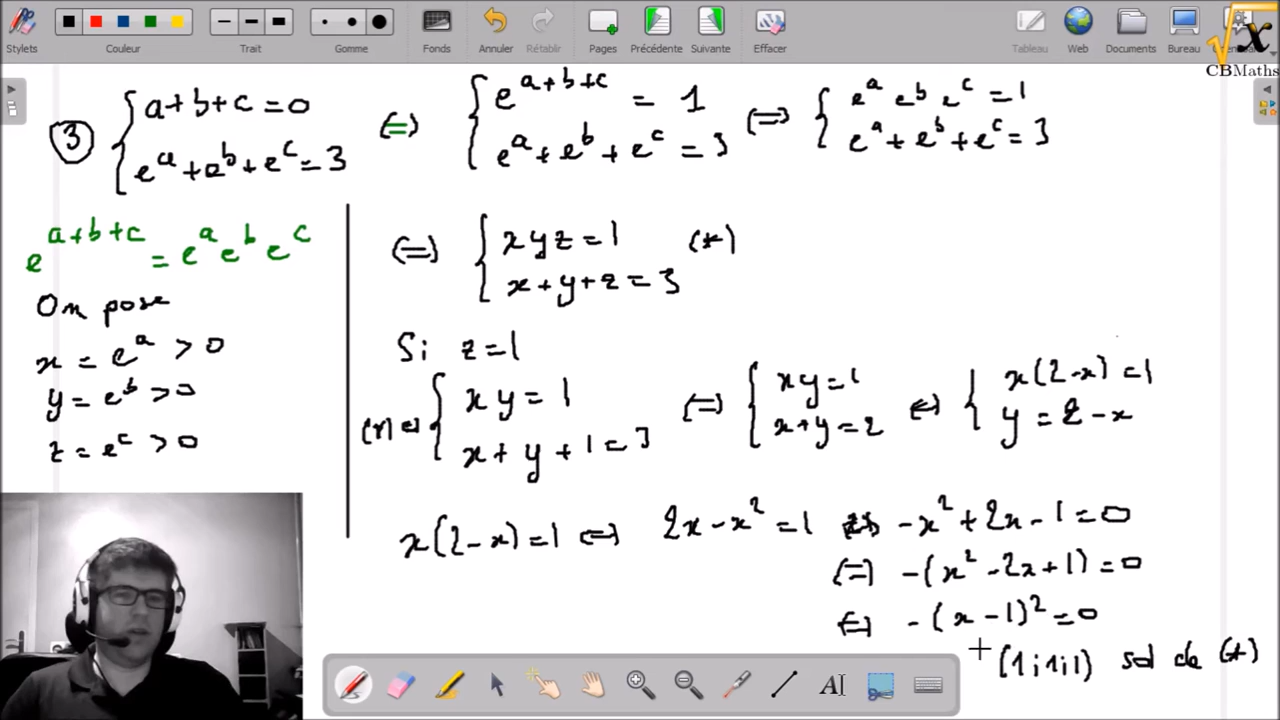 Stylets Couleur Trait Gomme Fonds Annuler Rétablir Pages Précédente Suivante Effacer Tableau Web Documents Bureau
CBMaths
③ { a+b+c=0 (=) { e^{a+b+c} = 1 (=) { e^a e^b e^c = 1
e^a+e^b+e^c=3 e^a+e^b+e^c=3 e^a+e^b+e^c=3
e^{a+b+c} = e^a e^b e^c
On pose
x = e^a > 0
y = e^b > 0
z = e^c > 0
(=) { xyz=1 (*)
x+y+z=3
Si z=1
(*) (=) { xy=1 (=) { xy=1 (=) { x(2-x)=1
x+y+1=3 x+y=2 y=2-x
x(2-x)=1 (=) 2x-x²=1 (=) -x²+2x-1=0
(=) -(x²-2x+1)=0
(=) -(x-1)²=0
(1;1;1) sol de (*)
AI